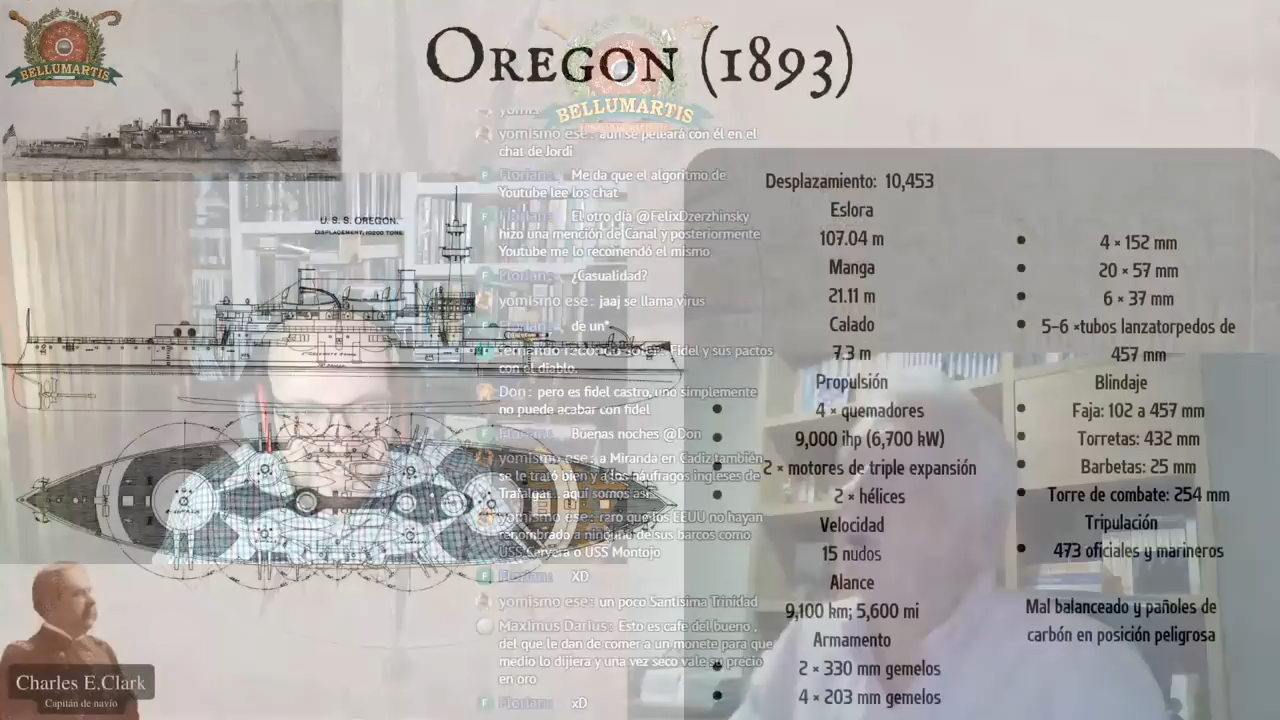 OREGON (1893)
BELLUMARTIS
BELLUMARTIS
U. S. S. OREGON.
DISPLACEMENT, 10200 TONS
yomismo ese: aun se peleará con él en el
chat de Jordi
Florian: Me da que el algoritmo de
Youtube lee los chat
Florian: El otro día @FelixDzerzhinsky
hizo una mención del Canal y posteriormente
Youtube me lo recomendó el mismo.
Florian: ¿Casualidad?
yomismo ese: jaaj se llama virus
Florian: de un*
Fidel y sus pactos
con el diablo.
Don: pero es fidel castro, uno simplemente
no puede acabar con fidel
Florian: Buenas noches @Don
yomismo ese: a Miranda en Cadiz también
se le trató bien y a los náufragos ingleses de
Trafalgar.. aquí somos así
yomismo ese: raro que los EEUU no hayan
renombrado a ninguno de sus barcos como
USS Cervera o USS Montojo
Florian: XD
yomismo ese: un poco Santisima Trinidad
Maximus Darius: Esto es cafe del bueno ,
del que le dan de comer a un monete para que
medio lo dijiera y una vez seco vale su precio
en oro
Florian: xD
Desplazamiento: 10,453
Eslora
107.04 m
Manga
21.11 m
Calado
7.3 m
Propulsión
• 4 × quemadores
• 9,000 ihp (6,700 kW)
• 2 × motores de triple expansión
• 2 × hélices
Velocidad
15 nudos
Alance
9,100 km; 5,600 mi
Armamento
• 2 × 330 mm gemelos
• 4 × 203 mm gemelos
• 4 × 152 mm
• 20 × 57 mm
• 6 × 37 mm
• 5-6 ×tubos lanzatorpedos de
457 mm
Blindaje
• Faja: 102 a 457 mm
• Torretas: 432 mm
• Barbetas: 25 mm
• Torre de combate: 254 mm
Tripulación
• 473 oficiales y marineros
Mal balanceado y pañoles de
carbón en posición peligrosa
Charles E.Clark
Capitán de navío